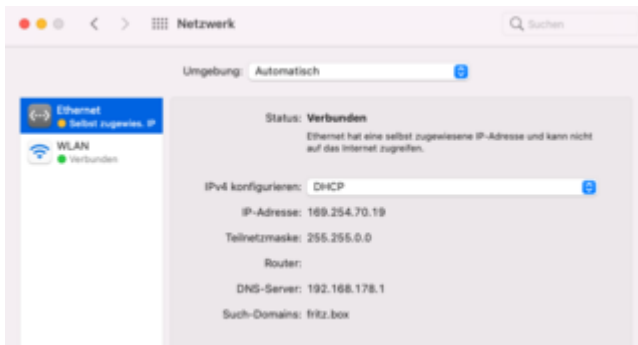 Netzwerk
Suchen
Umgebung: Automatisch
Ethernet
Selbst zugewies. IP
WLAN
Verbunden
Status: Verbunden
Ethernet hat eine selbst zugewiesene IP-Adresse und kann nicht
auf das Internet zugreifen.
IPv4 konfigurieren: DHCP
IP-Adresse: 169.254.70.19
Teilnetzmaske: 255.255.0.0
Router:
DNS-Server: 192.168.178.1
Such-Domains: fritz.box